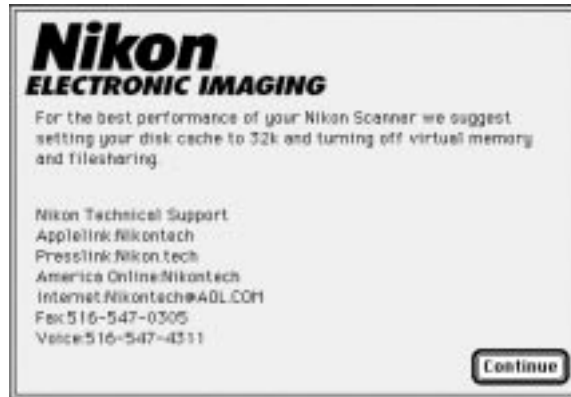 Nikon
ELECTRONIC IMAGING
For the best performance of your Nikon Scanner we suggest
setting your disk cache to 32k and turning off virtual memory
and filesharing.
Nikon Technical Support
Applelink:Nikontech
Presslink:Nikon.tech
America Online:Nikontech
Internet:Nikontech@AOL.COM
Fax:516-547-0305
Voice:516-547-4311
Continue